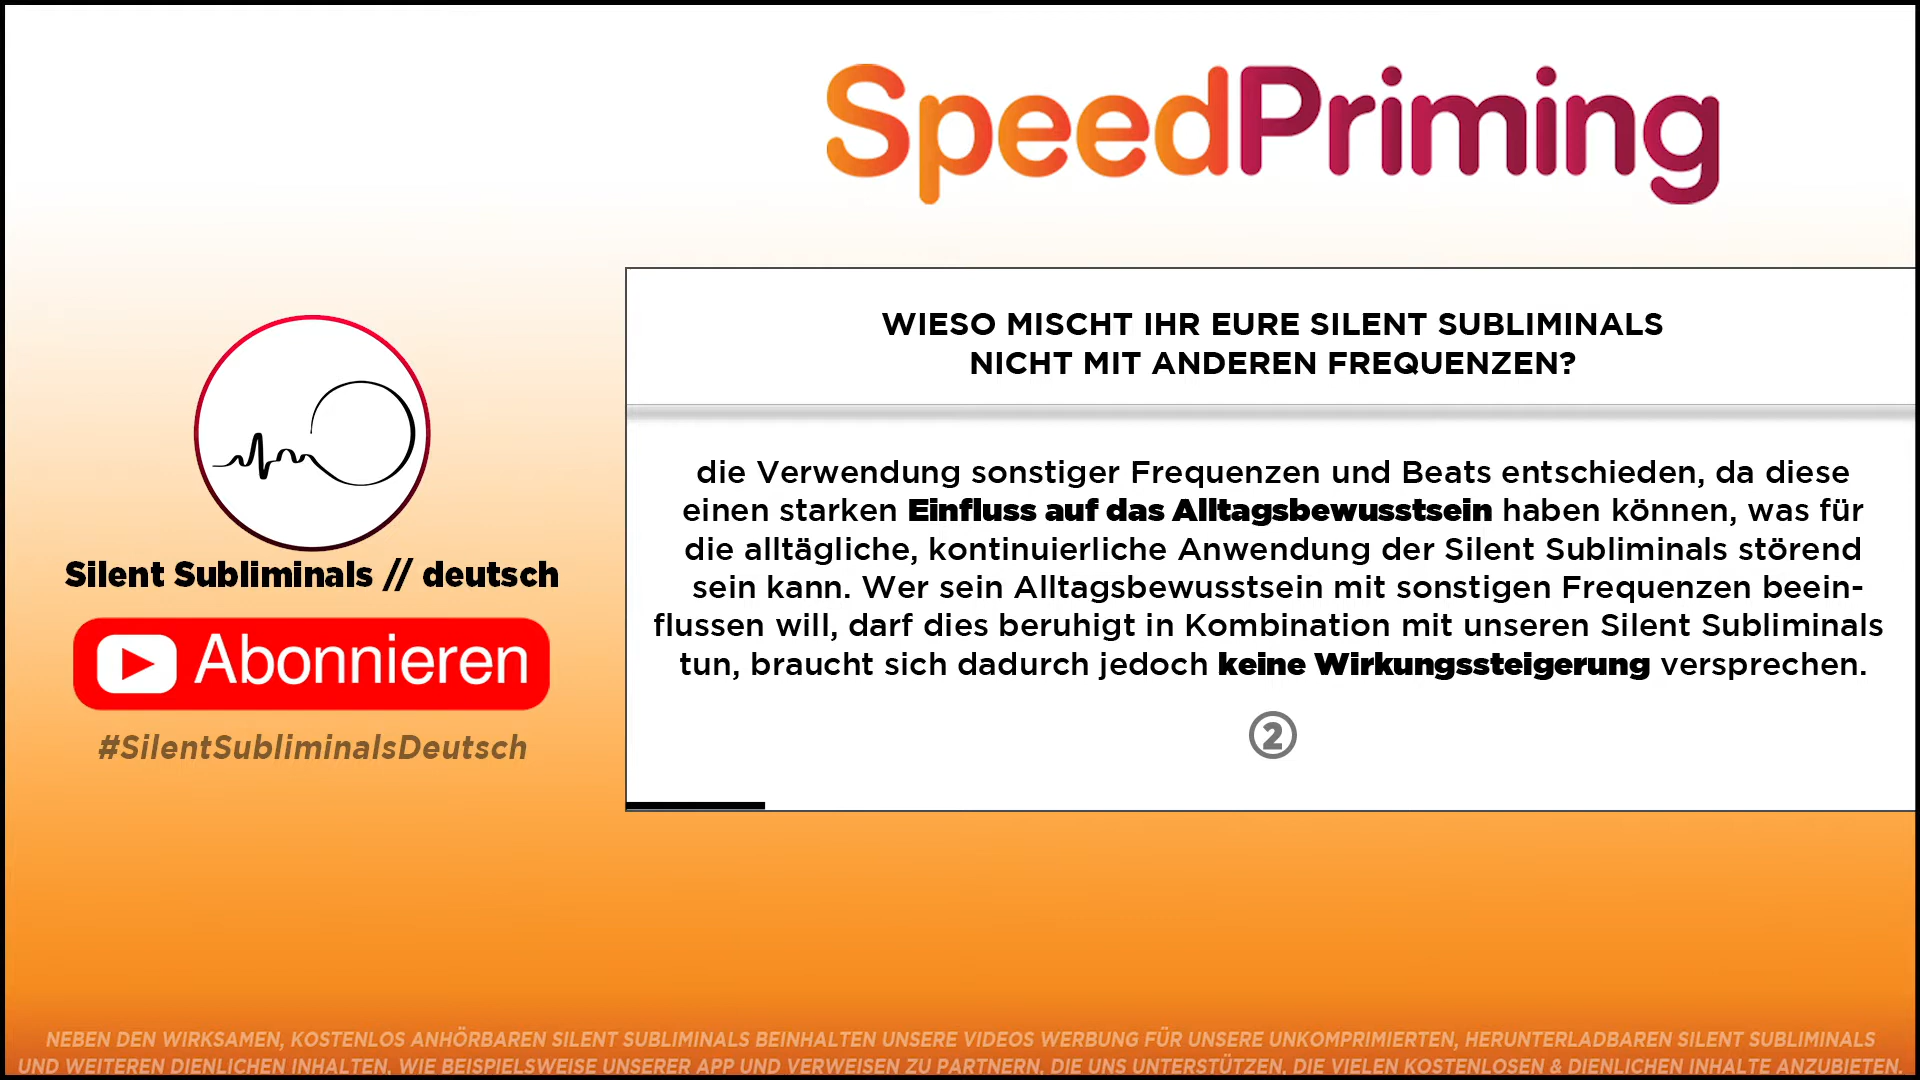 SpeedPriming
WIESO MISCHT IHR EURE SILENT SUBLIMINALS
NICHT MIT ANDEREN FREQUENZEN?
die Verwendung sonstiger Frequenzen und Beats entschieden, da diese
einen starken Einfluss auf das Alltagsbewusstsein haben können, was für
die alltägliche, kontinuierliche Anwendung der Silent Subliminals störend
sein kann. Wer sein Alltagsbewusstsein mit sonstigen Frequenzen beein-
flussen will, darf dies beruhigt in Kombination mit unseren Silent Subliminals
tun, braucht sich dadurch jedoch keine Wirkungssteigerung versprechen.
2
Silent Subliminals // deutsch
Abonnieren
#SilentSubliminalsDeutsch
NEBEN DEN WIRKSAMEN, KOSTENLOS ANHÖRBAREN SILENT SUBLIMINALS BEINHALTEN UNSERE VIDEOS WERBUNG FÜR UNSERE UNKOMPRIMIERTEN, HERUNTERLADBAREN SILENT SUBLIMINALS
UND WEITEREN DIENLICHEN INHALTEN, WIE BEISPIELSWEISE UNSERER APP UND VERWEISEN ZU PARTNERN, DIE UNS UNTERSTÜTZEN, DIE VIELEN KOSTENLOSEN & DIENLICHEN INHALTE ANZUBIETEN.